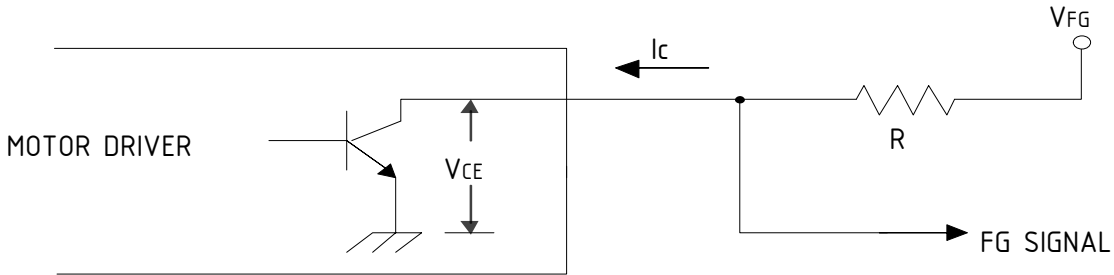 VFG
Ic
MOTOR DRIVER
R
VCE
FG SIGNAL